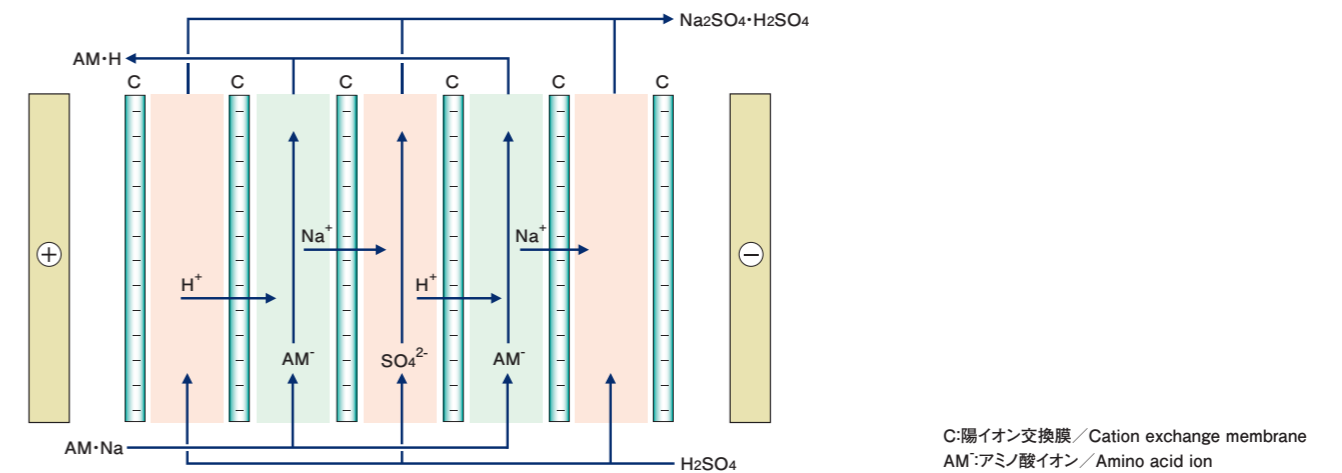 Na2SO4・H2SO4
AM・H
C C C C C C
+ −
Na⁺ Na⁺
H⁺ H⁺
AM⁻ SO4²⁻ AM⁻
AM・Na
H2SO4
C:陽イオン交換膜／Cation exchange membrane
AM⁻:アミノ酸イオン／Amino acid ion